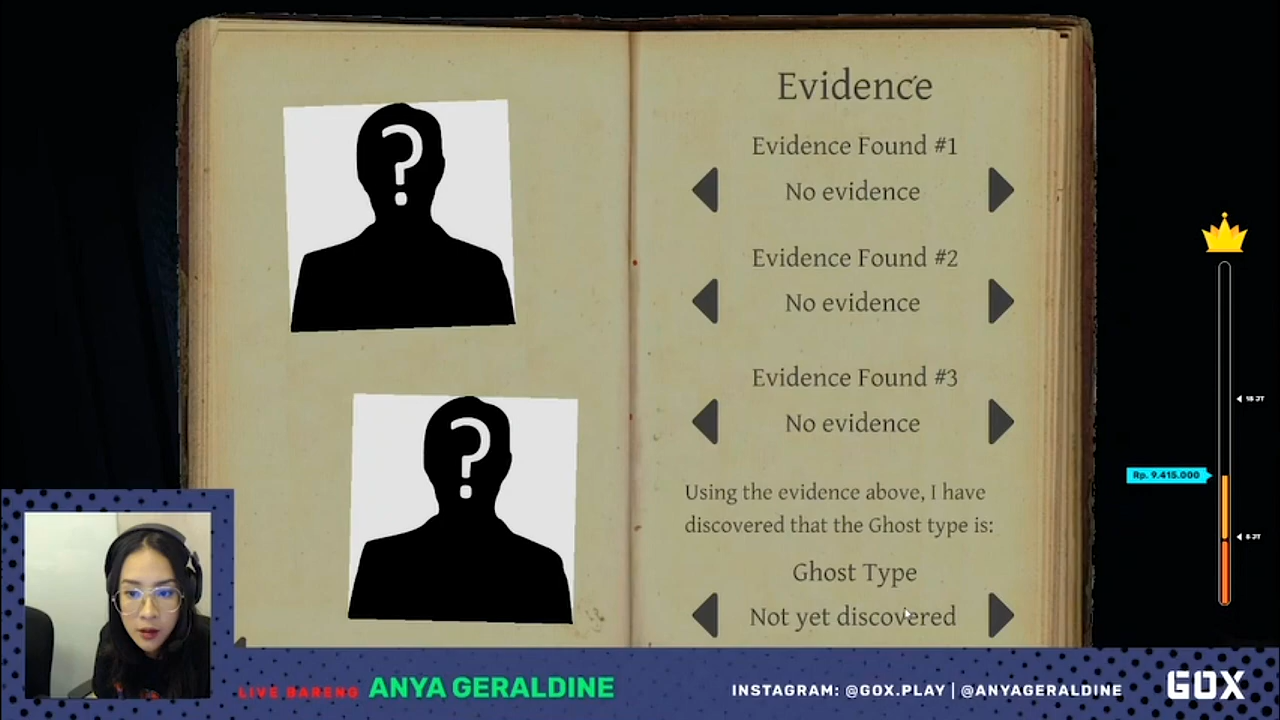 ?
?
Evidence
Evidence Found #1
No evidence
Evidence Found #2
No evidence
Evidence Found #3
No evidence
Using the evidence above, I have
discovered that the Ghost type is:
Ghost Type
Not yet discovered
Rp. 9.415.000
LIVE BARENG ANYA GERALDINE
INSTAGRAM: @GOX.PLAY | @ANYAGERALDINE
GOX